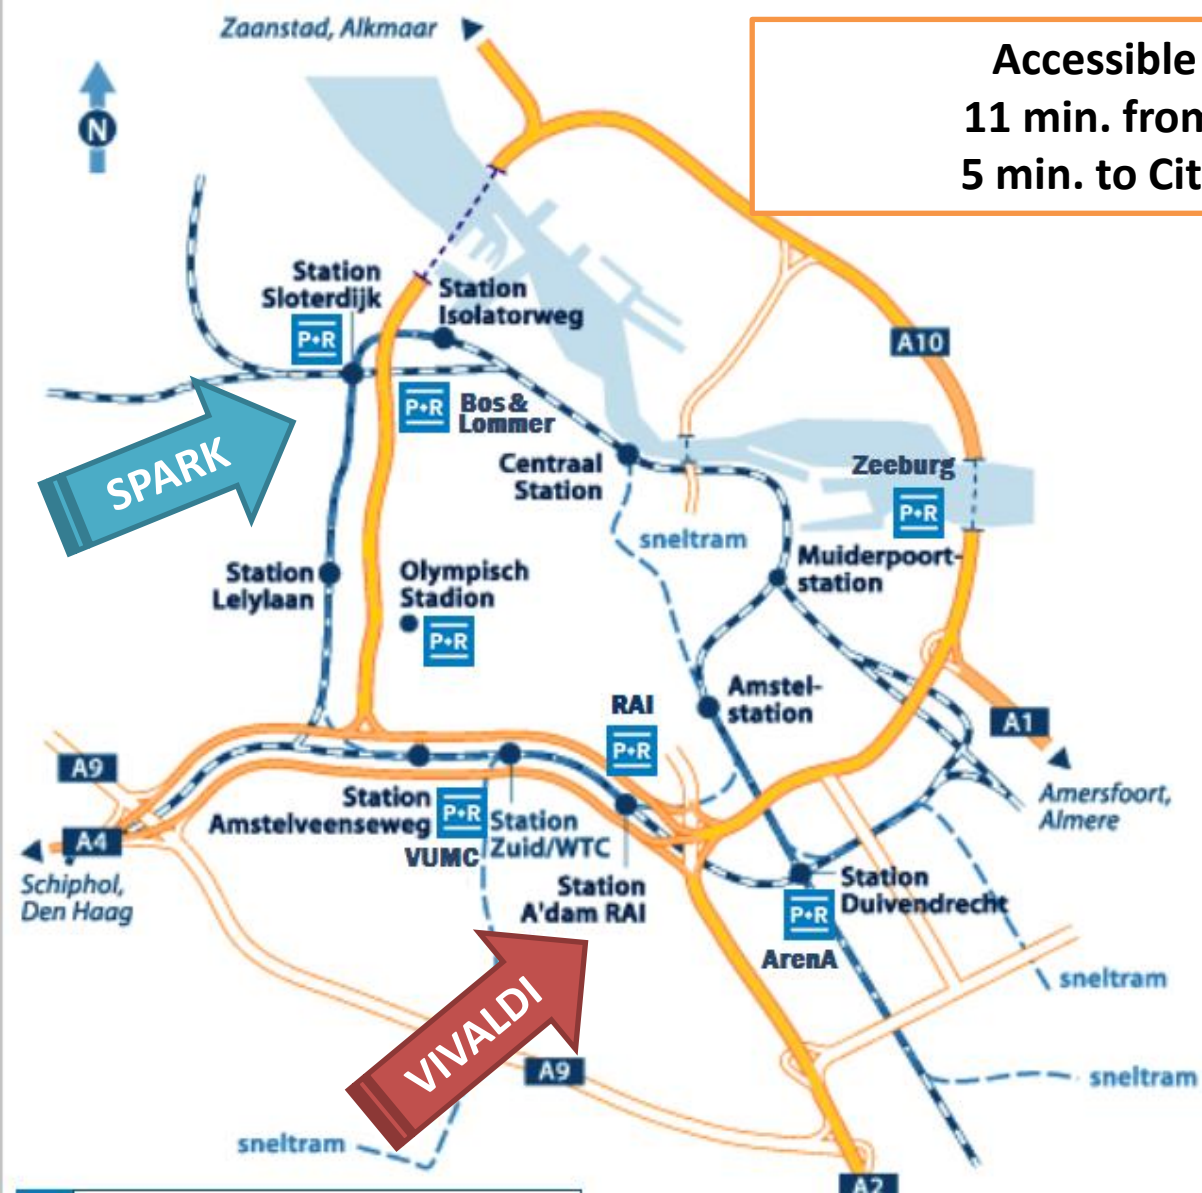 Zaanstad, Alkmaar
Accessible
11 min. from
5 min. to Cit
N
Station
Sloterdijk
P+R
Station
Isolatorweg
A10
P+R
Bos &
Lommer
SPARK
Centraal
Station
Zeeburg
P+R
sneltram
Muiderpoort-
station
Station
Lelylaan
Olympisch
Stadion
P+R
Amstel-
station
RAI
P+R
A1
A9
Amersfoort,
Almere
Station
Amstelveenseweg
P+R
VUMC
Station
Zuid/WTC
A4
Schiphol,
Den Haag
Station
A'dam RAI
Station
Duivendrecht
P+R
ArenA
sneltram
VIVALDI
A9
sneltram
sneltram
A2